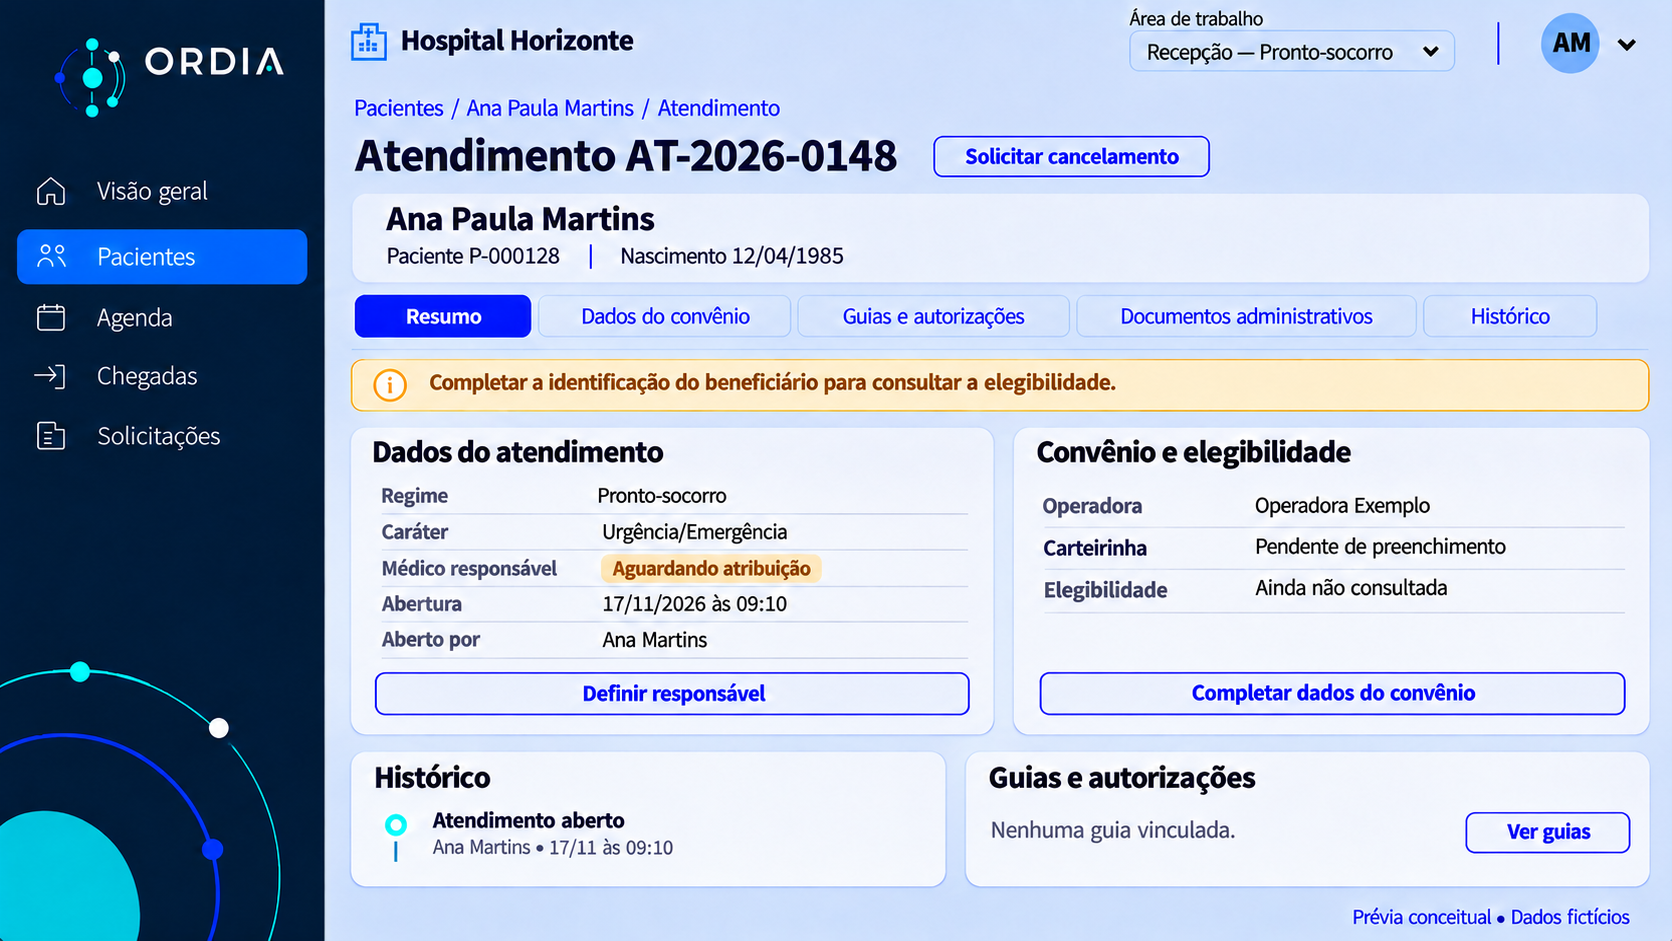 ORDIA
Visão geral
Pacientes
Agenda
Chegadas
Solicitações
Hospital Horizonte
Área de trabalho
Recepção — Pronto-socorro
AM
Pacientes / Ana Paula Martins / Atendimento
Atendimento AT-2026-0148
Solicitar cancelamento
Ana Paula Martins
Paciente P-000128 | Nascimento 12/04/1985
Resumo
Dados do convênio
Guias e autorizações
Documentos administrativos
Histórico
Completar a identificação do beneficiário para consultar a elegibilidade.
Dados do atendimento
Regime Pronto-socorro
Caráter Urgência/Emergência
Médico responsável Aguardando atribuição
Abertura 17/11/2026 às 09:10
Aberto por Ana Martins
Definir responsável
Convênio e elegibilidade
Operadora Operadora Exemplo
Carteirinha Pendente de preenchimento
Elegibilidade Ainda não consultada
Completar dados do convênio
Histórico
Atendimento aberto
Ana Martins • 17/11 às 09:10
Guias e autorizações
Nenhuma guia vinculada.
Ver guias
Prévia conceitual • Dados fictícios